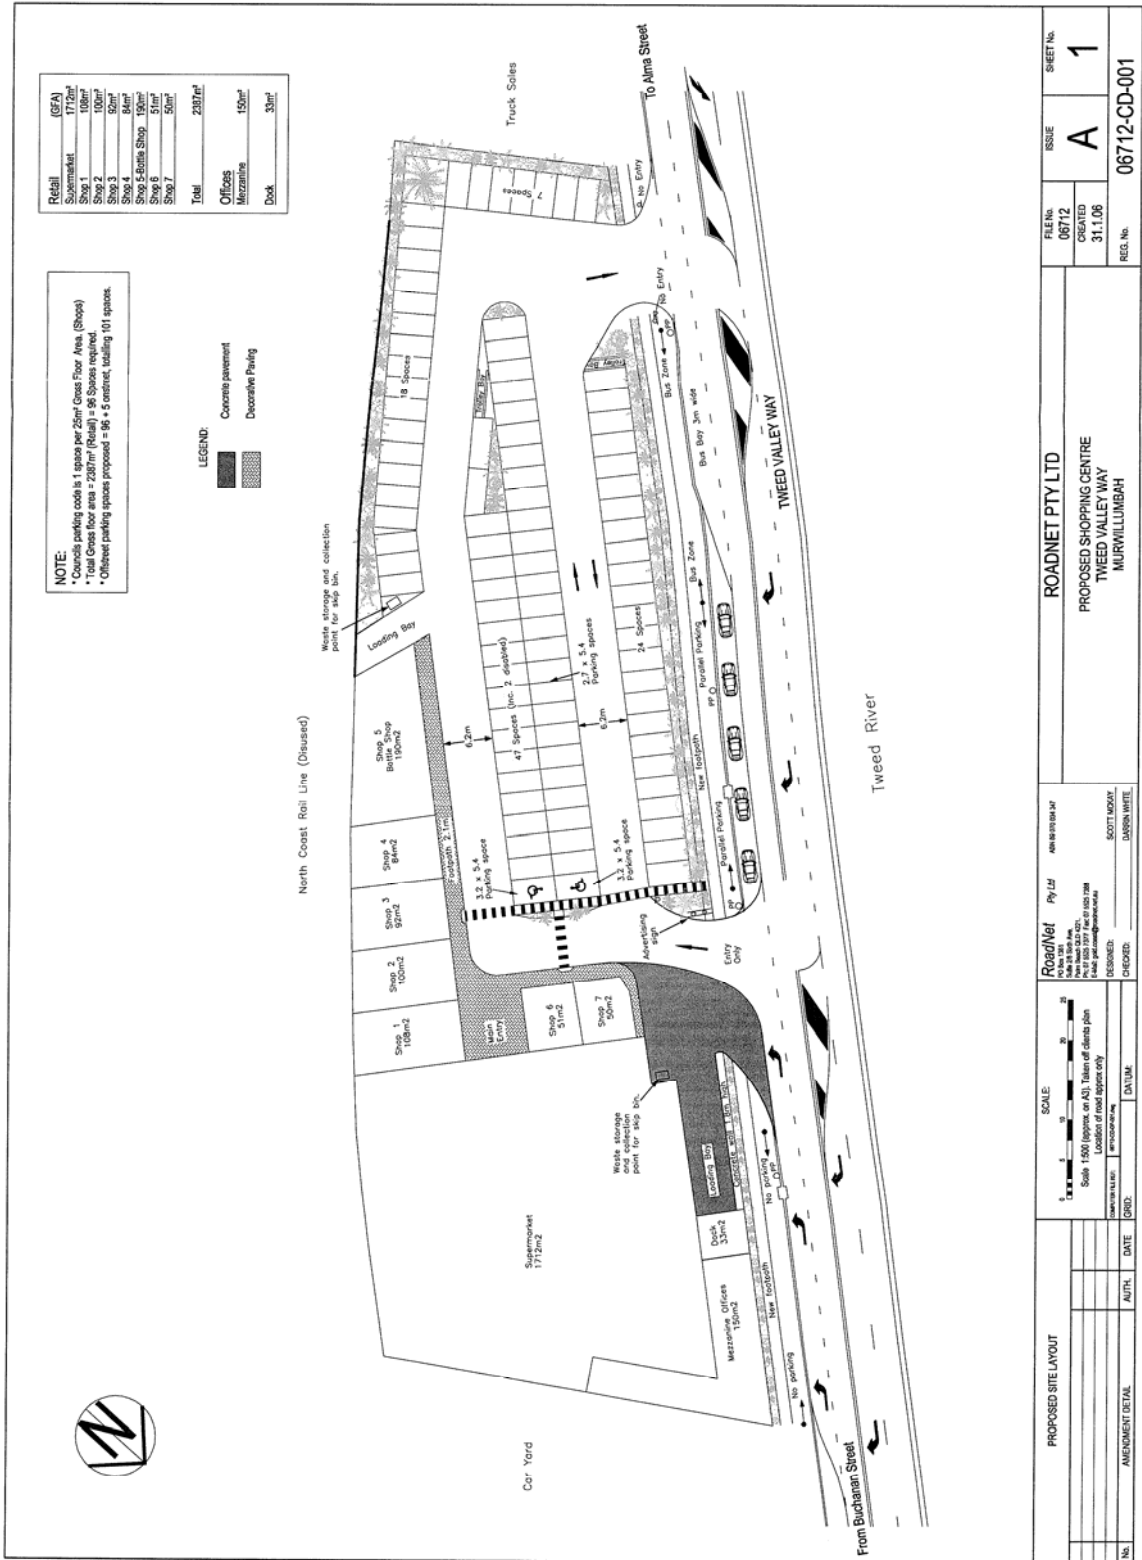 Retail (GFA)
Supermarket 1712m²
Shop 1 108m²
Shop 2 100m²
Shop 3 92m²
Shop 4 84m²
Shop 5-Bottle Shop 190m²
Shop 6 51m²
Shop 7 50m²
Total 2387m²
Offices
Mezzanine 150m²
Dock 33m²
NOTE:
* Councils parking code is 1 space per 25m² Gross Floor Area. (Shops)
* Total Gross floor area = 2387m² (Retail) = 96 Spaces required.
* Offstreet parking spaces proposed = 96 + 5 onstreet, totalling 101 spaces.
LEGEND:
Concrete pavement
Decorative Paving
N
North Coast Rail Line (Disused)
Truck Sales
Car Yard
Tweed River
TWEED VALLEY WAY
To Alma Street
From Buchanan Street
Waste storage and collection
point for skip bin.
Loading Bay
18 Spaces
7 Spaces
Trolley Bay
Trolley Bay
47 Spaces (Inc. 2 disabled)
2.7 x 5.4
Parking spaces
24 Spaces
6.2m
6.2m
Shop 5
Bottle Shop
190m2
Shop 4
84m2
Shop 3
92m2
Shop 2
100m2
Shop 1
108m2
Footpath 2.1m
3.2 x 5.4
Parking space
3.2 x 5.4
Parking space
Main
Entry
Shop 6
51m2
Shop 7
50m2
Advertising
sign
Entry
Only
New footpath
Parallel Parking
Parallel Parking
PP
PP
Bus Zone
Bus Bay 3m wide
Bus Zone
No Entry
PP
No Entry
Waste storage
and collection
point for skip bin.
Loading Bay
Concrete wall 1.8m high
Dock
33m2
Supermarket
1712m2
Mezzanine Offices
150m2
New footpath
No parking
PP
No parking
PROPOSED SITE LAYOUT
No. AMENDMENT DETAIL AUTH. DATE
SCALE:
0 5 10 20 25
Scale 1:500 (approx. on A3). Taken off clients plan
Location of road approx only
GRID: DATUM:
RoadNet Pty Ltd
DESIGNED: SCOTT MCKAY
CHECKED: DARRIN WHITE
ROADNET PTY LTD
PROPOSED SHOPPING CENTRE
TWEED VALLEY WAY
MURWILLUMBAH
FILE No.
06712
CREATED
31.1.06
ISSUE
A
SHEET No.
1
REG. No. 06712-CD-001